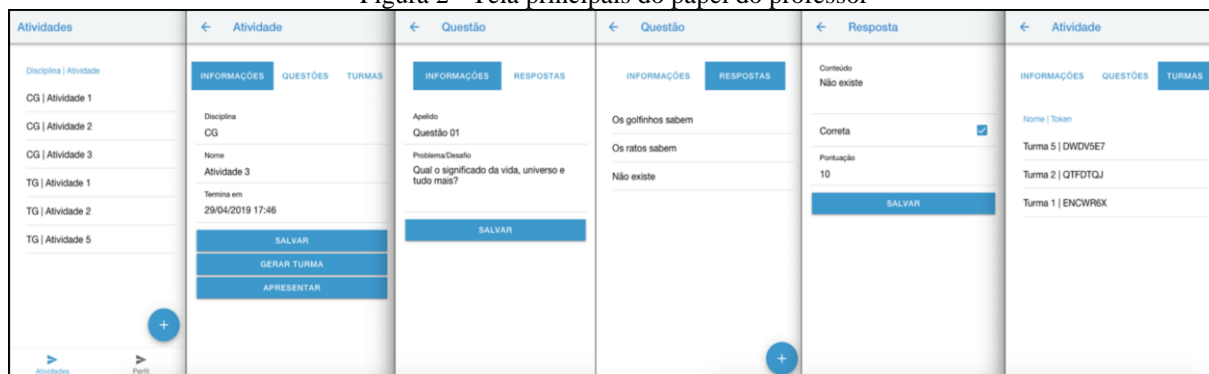 Figura 2 - Tela principais do papel do professor
Atividades
Disciplina | Atividade
CG | Atividade 1
CG | Atividade 2
CG | Atividade 3
TG | Atividade 1
TG | Atividade 2
TG | Atividade 5
+
Atividades
Perfil
← Atividade
INFORMAÇÕES QUESTÕES TURMAS
Disciplina
CG
Nome
Atividade 3
Termina em
29/04/2019 17:46
SALVAR
GERAR TURMA
APRESENTAR
← Questão
INFORMAÇÕES RESPOSTAS
Apelido
Questão 01
Problema/Desafio
Qual o significado da vida, universo e
tudo mais?
SALVAR
← Questão
INFORMAÇÕES RESPOSTAS
Os golfinhos sabem
Os ratos sabem
Não existe
+
← Resposta
Conteúdo
Não existe
Correta
Pontuação
10
SALVAR
← Atividade
INFORMAÇÕES QUESTÕES TURMAS
Nome | Token
Turma 5 | DWDV5E7
Turma 2 | QTFDTQJ
Turma 1 | ENCWR6X